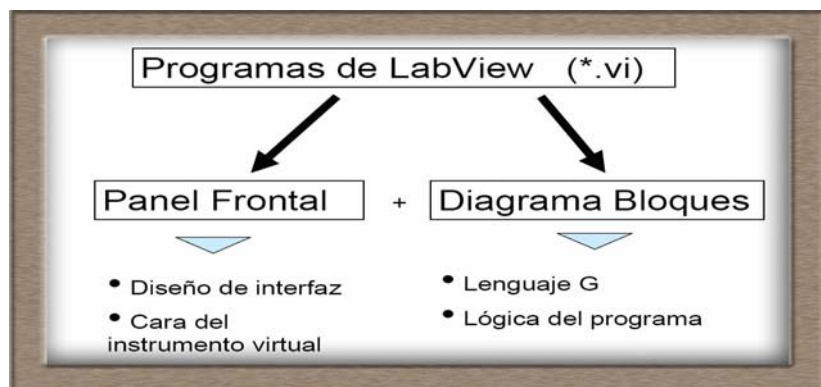 Programas de LabView (*.vi)
Panel Frontal + Diagrama Bloques
• Diseño de interfaz
• Cara del
instrumento virtual
• Lenguaje G
• Lógica del programa